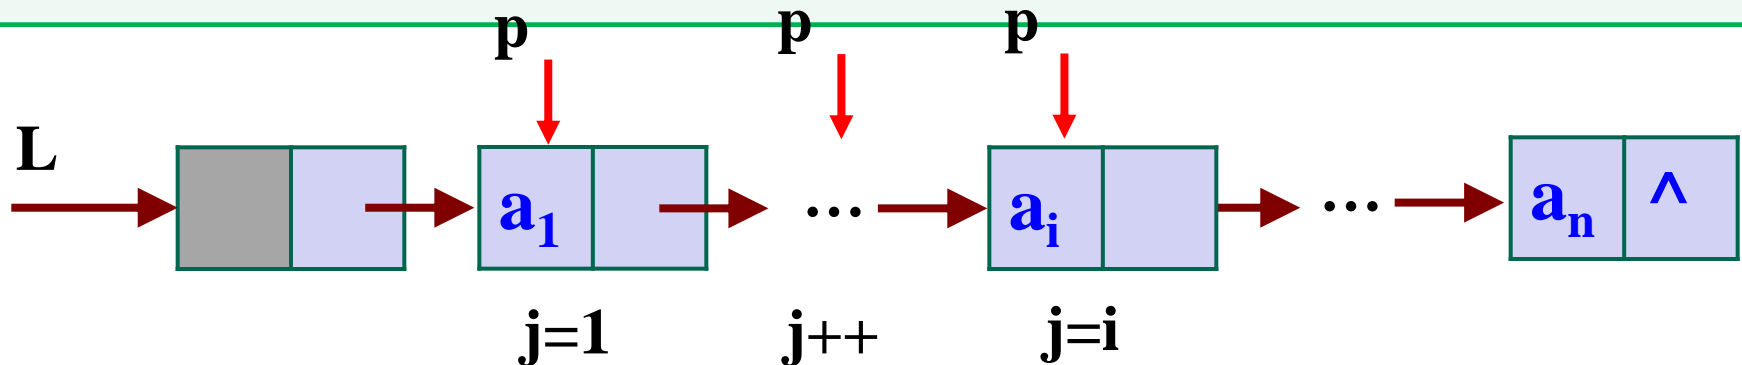 p p p
L
a1 … ai … an ^
j=1 j++ j=i